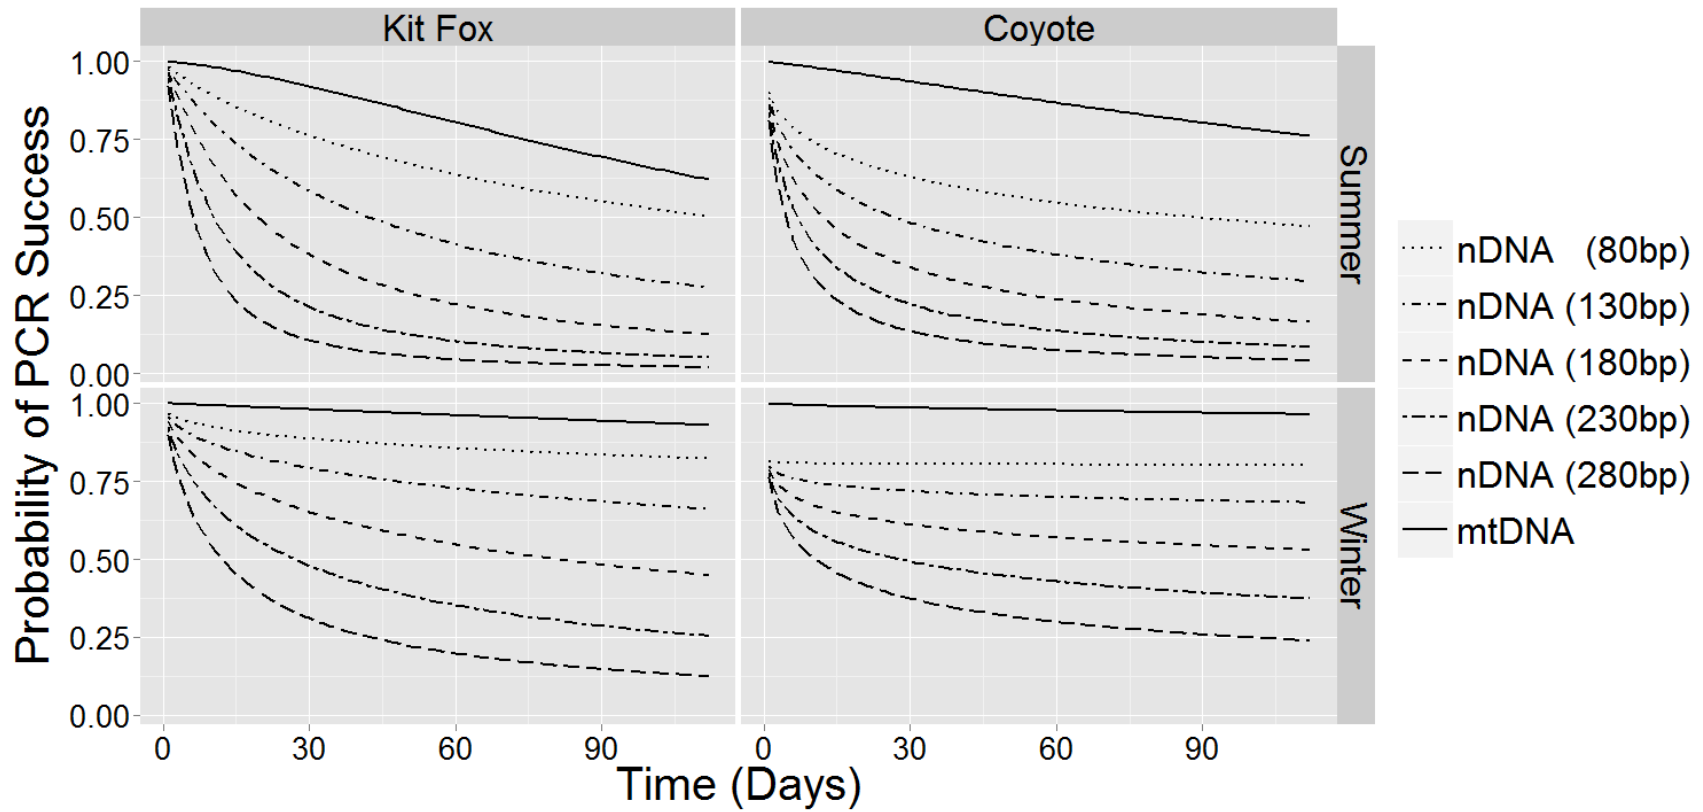 Kit Fox
Coyote
Probability of PCR Success
1.00
0.75
0.50
0.25
0.00
Summer
1.00
0.75
0.50
0.25
0.00
Winter
0 30 60 90
0 30 60 90
Time (Days)
nDNA (80bp)
nDNA (130bp)
nDNA (180bp)
nDNA (230bp)
nDNA (280bp)
mtDNA